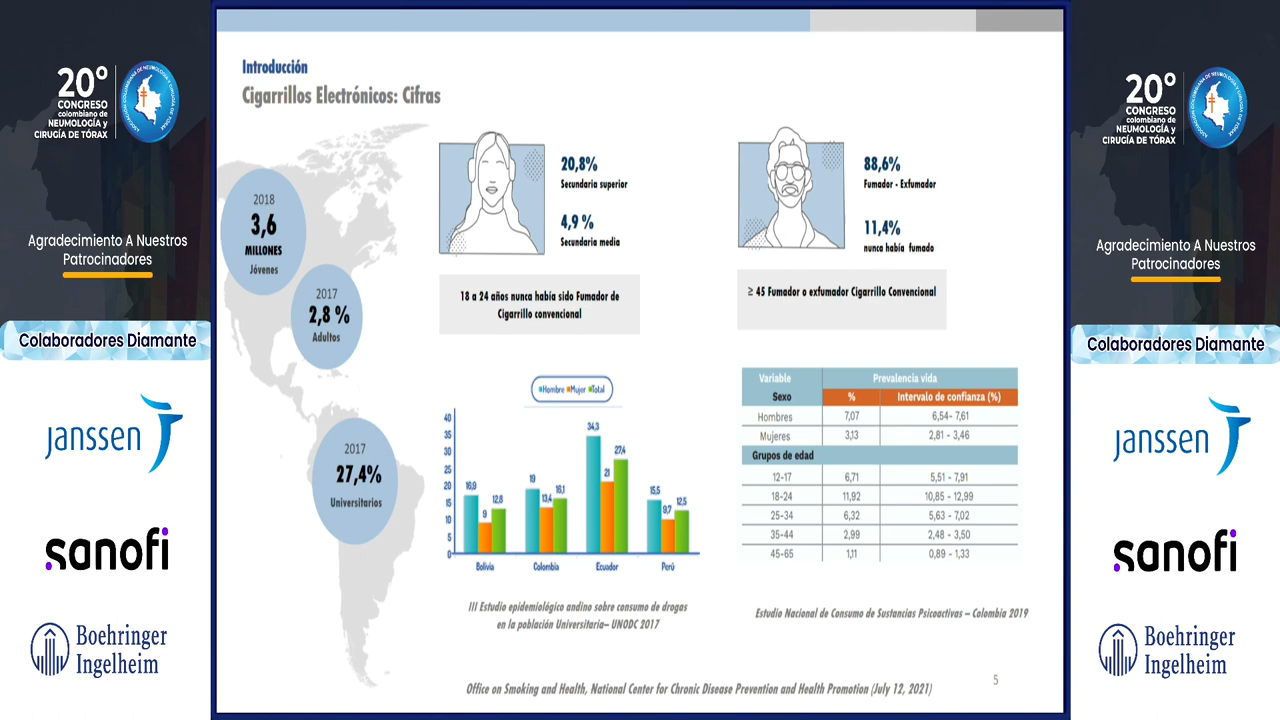 20°
CONGRESO
colombiano de
NEUMOLOGÍA y
CIRUGÍA DE TÓRAX
Agradecimiento A Nuestros
Patrocinadores
Colaboradores Diamante
janssen
sanofi
Boehringer
Ingelheim
Introducción
Cigarrillos Electrónicos: Cifras
2018
3,6
MILLONES
Jóvenes
2017
2,8 %
Adultos
2017
27,4%
Universitarios
20,8%
Secundaria superior
4,9 %
Secundaria media
18 a 24 años nunca había sido Fumador de
Cigarrillo convencional
88,6%
Fumador - Exfumador
11,4%
nunca había fumado
≥ 45 Fumador o exfumador Cigarrillo Convencional
Hombre Mujer Total
40
35
30
25
20
15
10
5
0
16,9 9 12,8
19 13,4 16,1
34,3 21 27,4
15,5 9,7 12,5
Bolivia Colombia Ecuador Perú
III Estudio epidemiológico andino sobre consumo de drogas
en la población Universitaria– UNODC 2017
Variable Prevalencia vida
Sexo % Intervalo de confianza (%)
Hombres 7,07 6,54- 7,61
Mujeres 3,13 2,81 - 3,46
Grupos de edad
12-17 6,71 5,51 - 7,91
18-24 11,92 10,85 - 12,99
25-34 6,32 5,63 - 7,02
35-44 2,99 2,48 - 3,50
45-65 1,11 0,89 - 1,33
Estudio Nacional de Consumo de Sustancias Psicoactivas – Colombia 2019
Office on Smoking and Health, National Center for Chronic Disease Prevention and Health Promotion (July 12, 2021)
5
20°
CONGRESO
colombiano de
NEUMOLOGÍA y
CIRUGÍA DE TÓRAX
Agradecimiento A Nuestros
Patrocinadores
Colaboradores Diamante
janssen
sanofi
Boehringer
Ingelheim